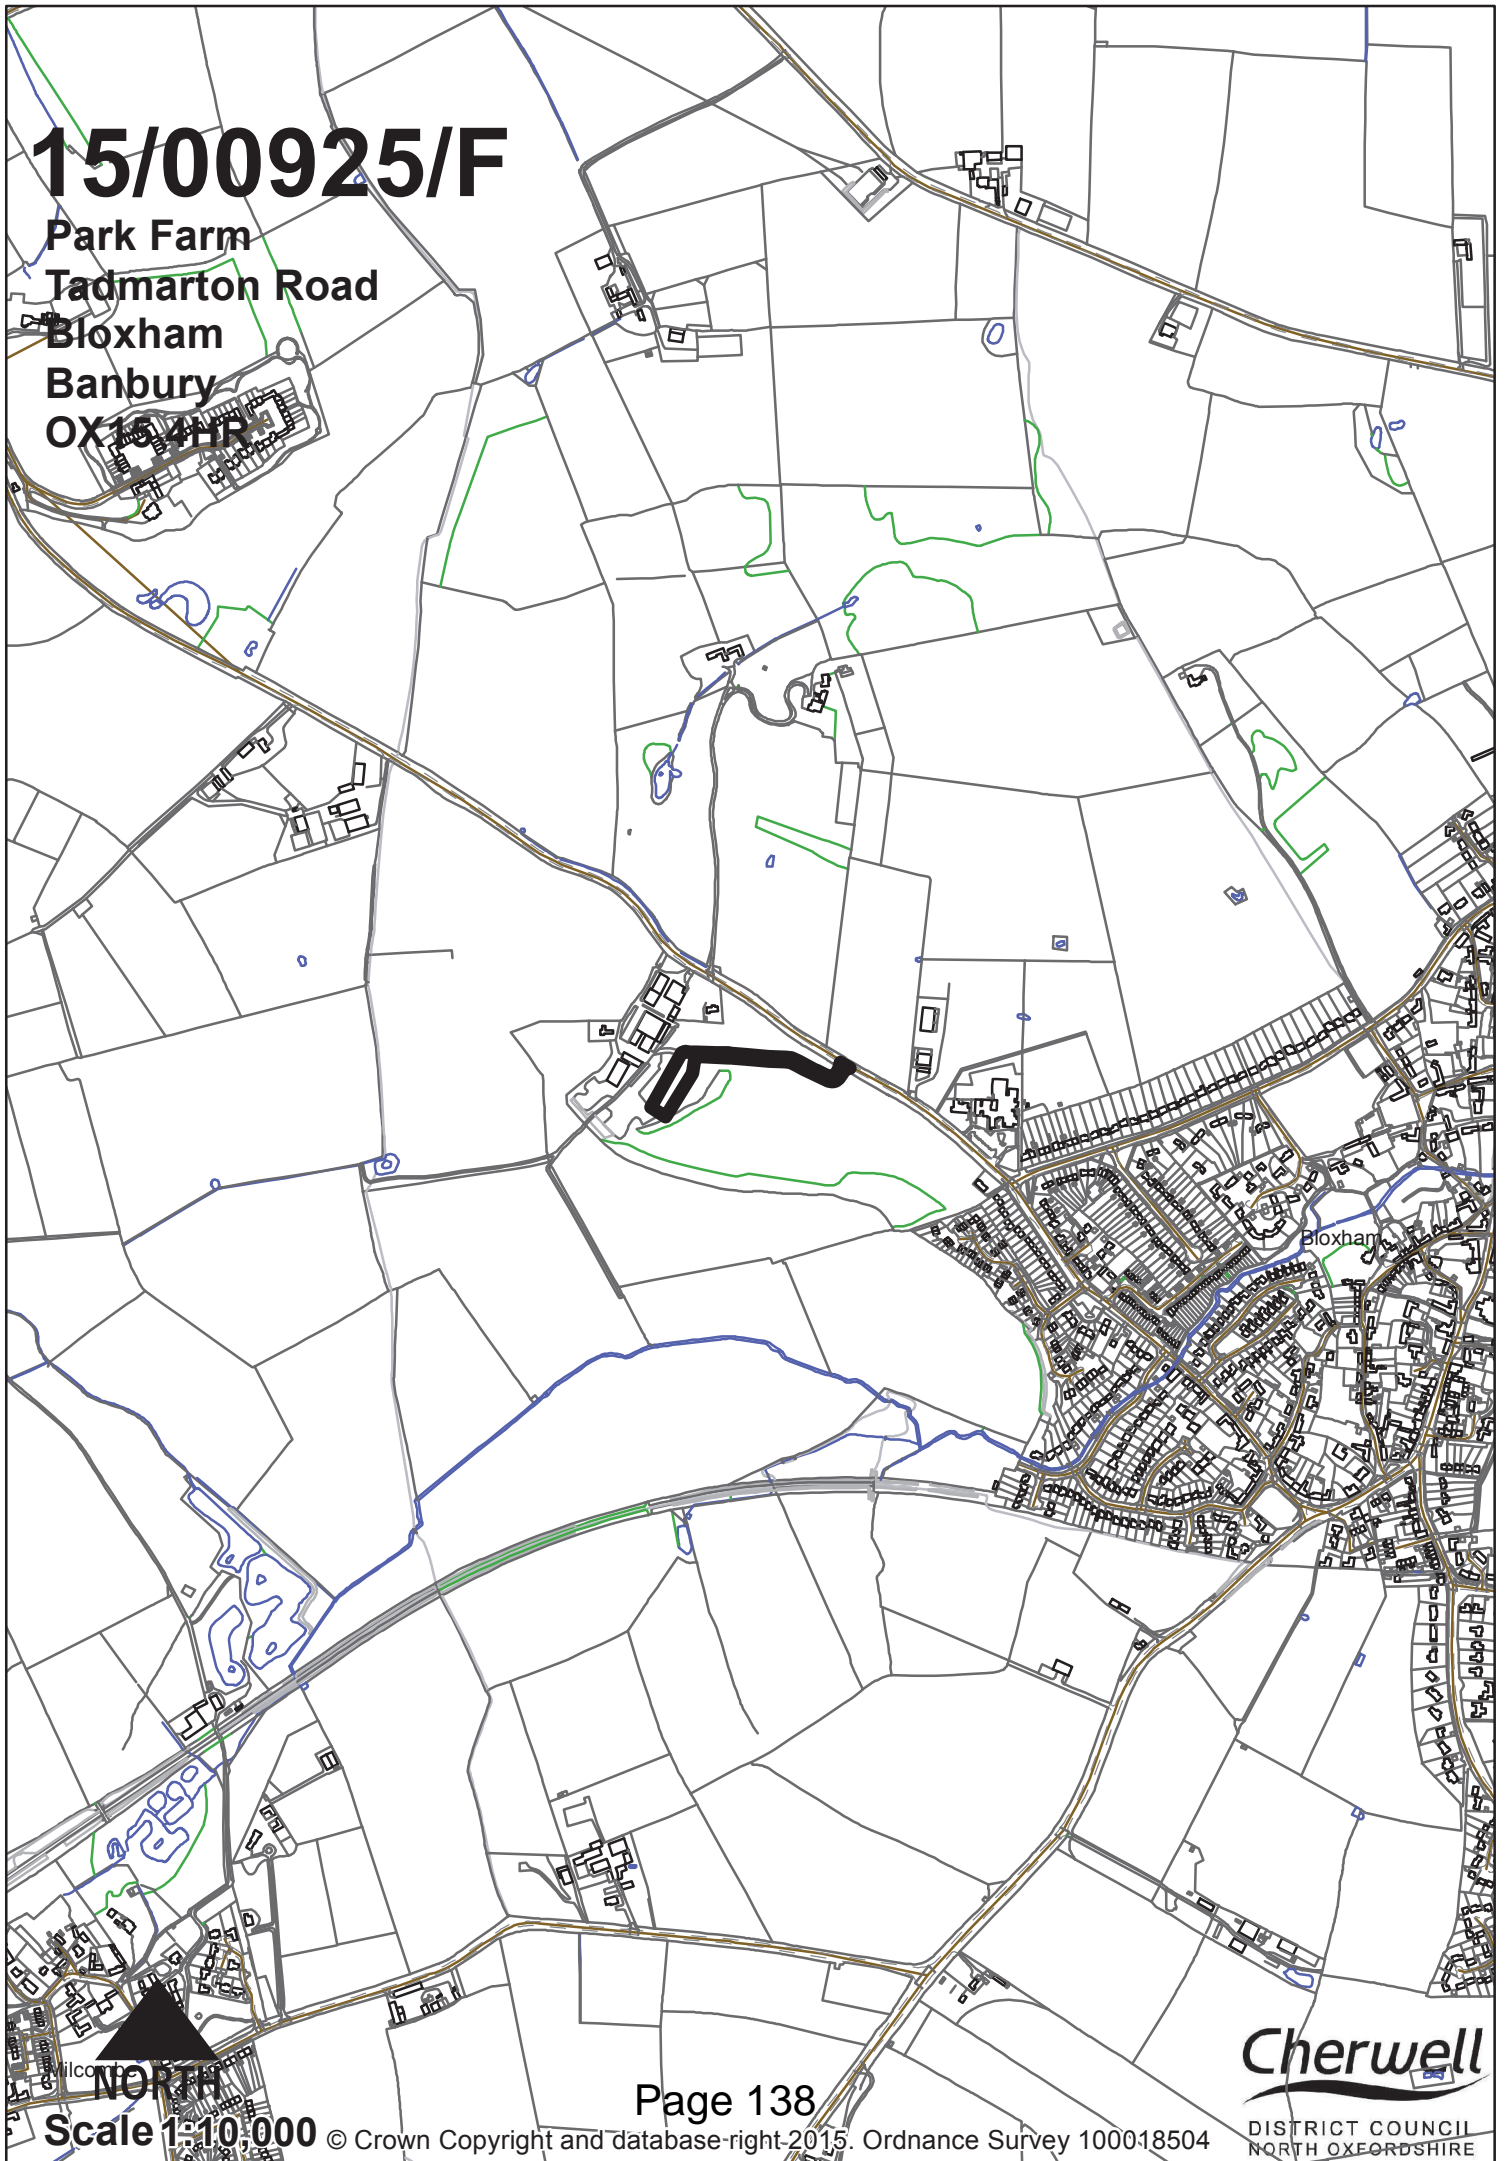 15/00925/F
Park Farm
Tadmarton Road
Bloxham
Banbury
OX15 4HR
Bloxham
Milcombe
NORTH
Scale 1:10,000
Page 138
© Crown Copyright and database right 2015. Ordnance Survey 100018504
Cherwell
DISTRICT COUNCIL
NORTH OXFORDSHIRE